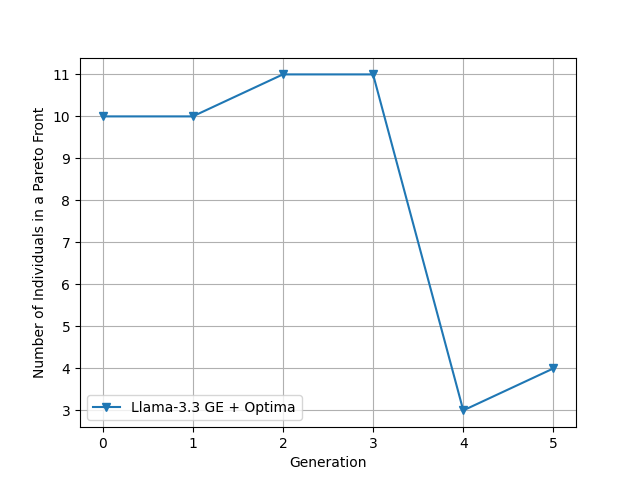 11
10
9
8
7
6
5
4
3
Number of Individuals in a Pareto Front
Llama-3.3 GE + Optima
0 1 2 3 4 5
Generation